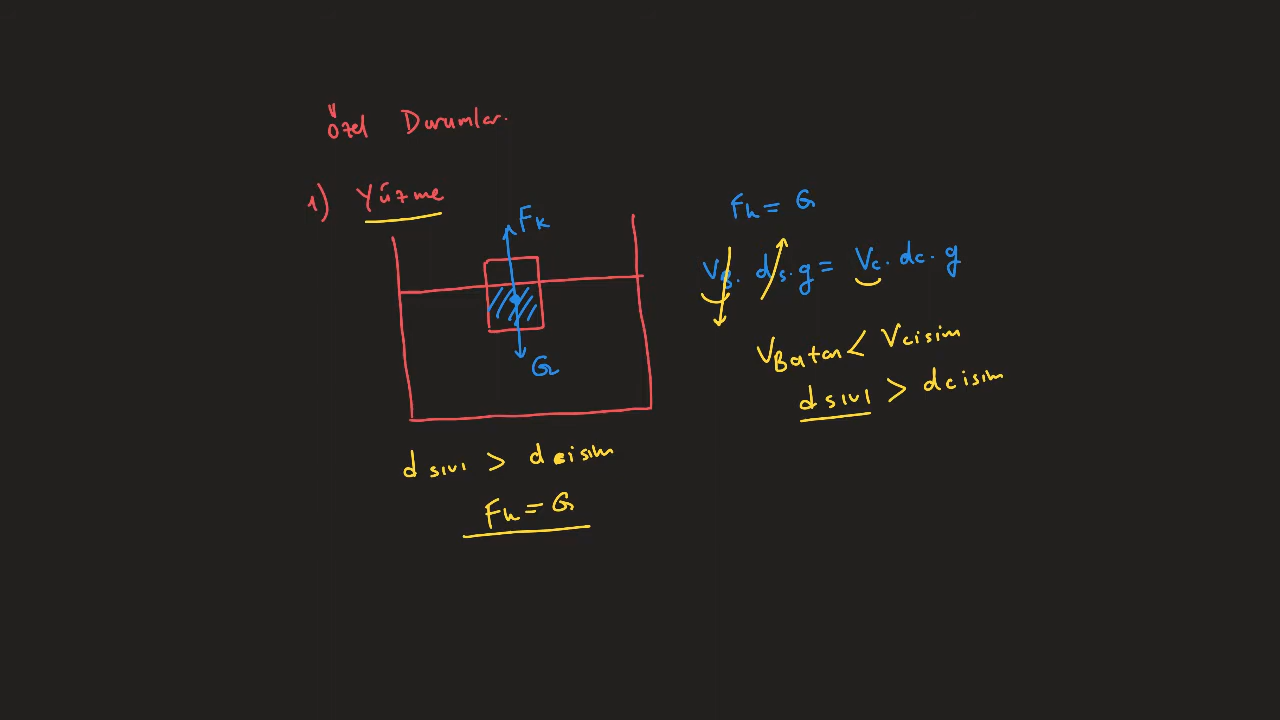 Özel Durumlar.
1) Yüzme
Fk
G
Fk = G
VB. ds.g = Vc. dc. g
VBatan < Vcisim
dsıvı > dcisim
dsıvı > dcisim
Fk = G